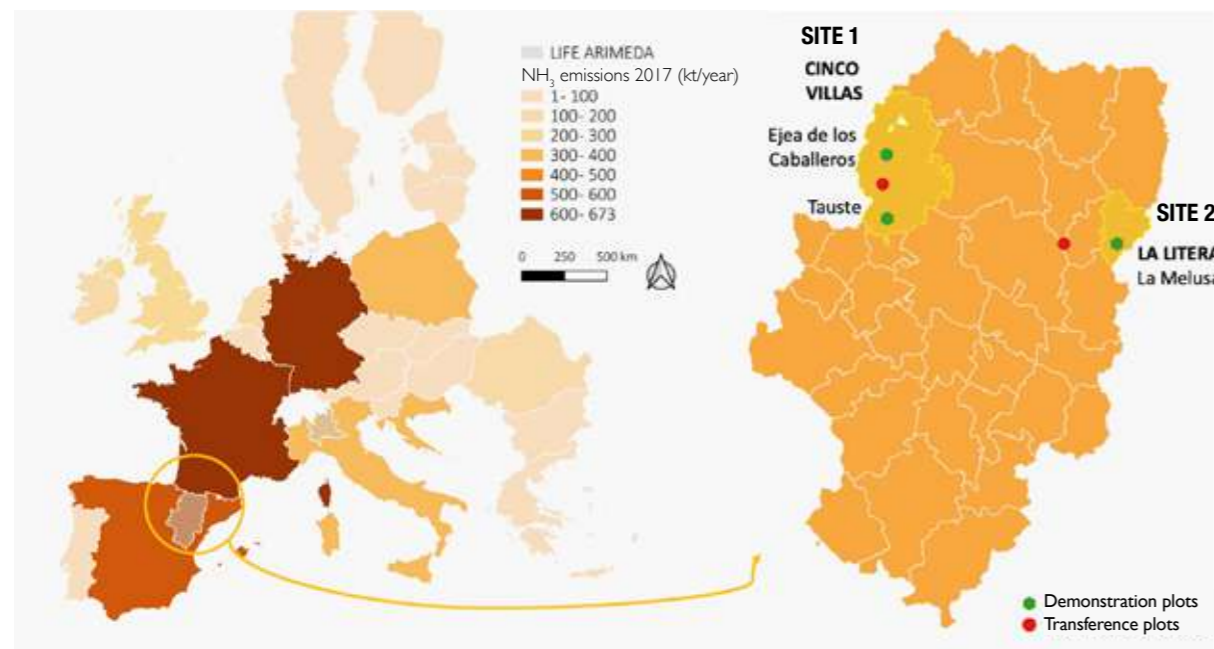 LIFE ARIMEDA
NH3 emissions 2017 (kt/year)
1- 100
100- 200
200- 300
300- 400
400- 500
500- 600
600- 673
0 250 500 km
SITE 1
CINCO
VILLAS
Ejea de los
Caballeros
Tauste
SITE 2
LA LITERA
La Melusa
Demonstration plots
Transference plots